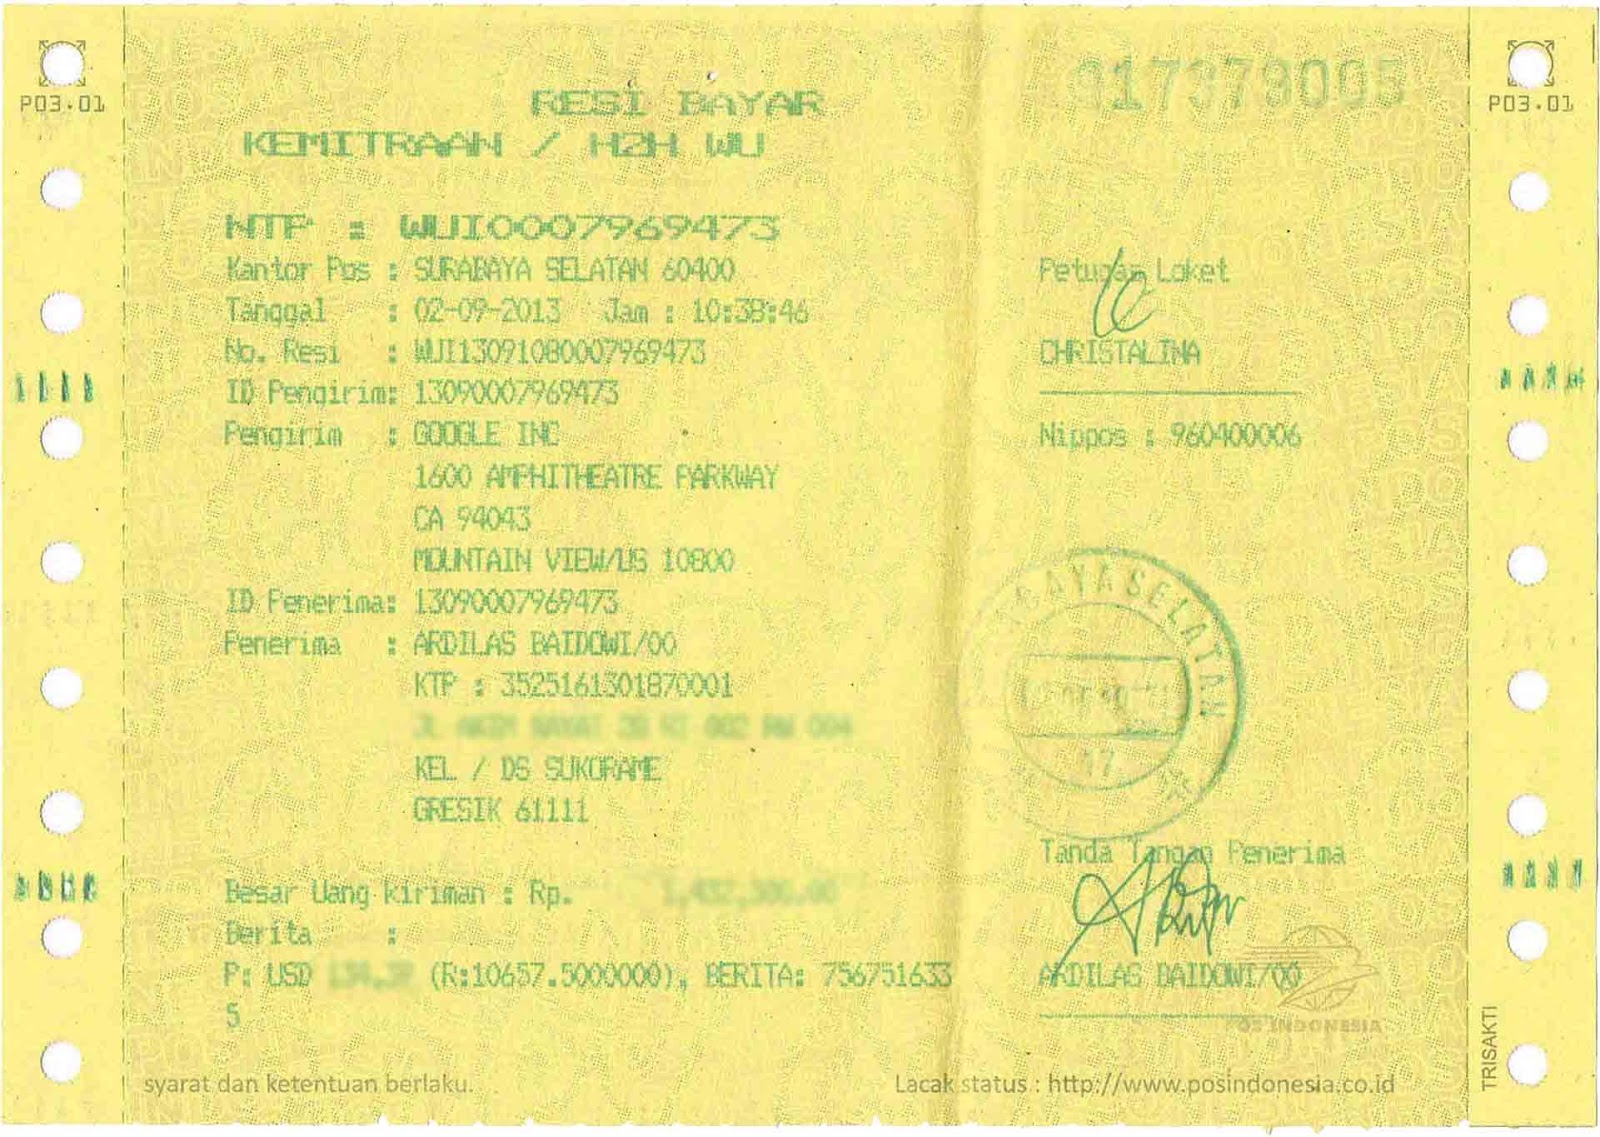 P03.01
P03.01
017379005
RESI BAYAR
KEMITRAAN / H2H WU
NTP : WUI0007969473
Kantor Pos : SURABAYA SELATAN 60400
Tanggal : 02-09-2013 Jam : 10:38:46
No. Resi : WUI13091080007969473
ID Pengirim: 13090007969473
Pengirim : GOOGLE INC
1600 AMPHITHEATRE PARKWAY
CA 94043
MOUNTAIN VIEW/US 10800
ID Penerima: 13090007969473
Penerima : ARDILAS BAIDOWI/00
KTP : 3525161301870001
KEL / DS SUKORAME
GRESIK 61111
Besar Uang kiriman : Rp.
Berita :
P: USD (R:10657.5000000), BERITA: 756751633
5
Petugas Loket
CHRISTALINA
Nippos : 960400006
SELATAN
Tanda Tangan Penerima
ARDILAS BAIDOWI/00
POS INDONESIA
syarat dan ketentuan berlaku.
Lacak status : http://www.posindonesia.co.id
TRISAKTI